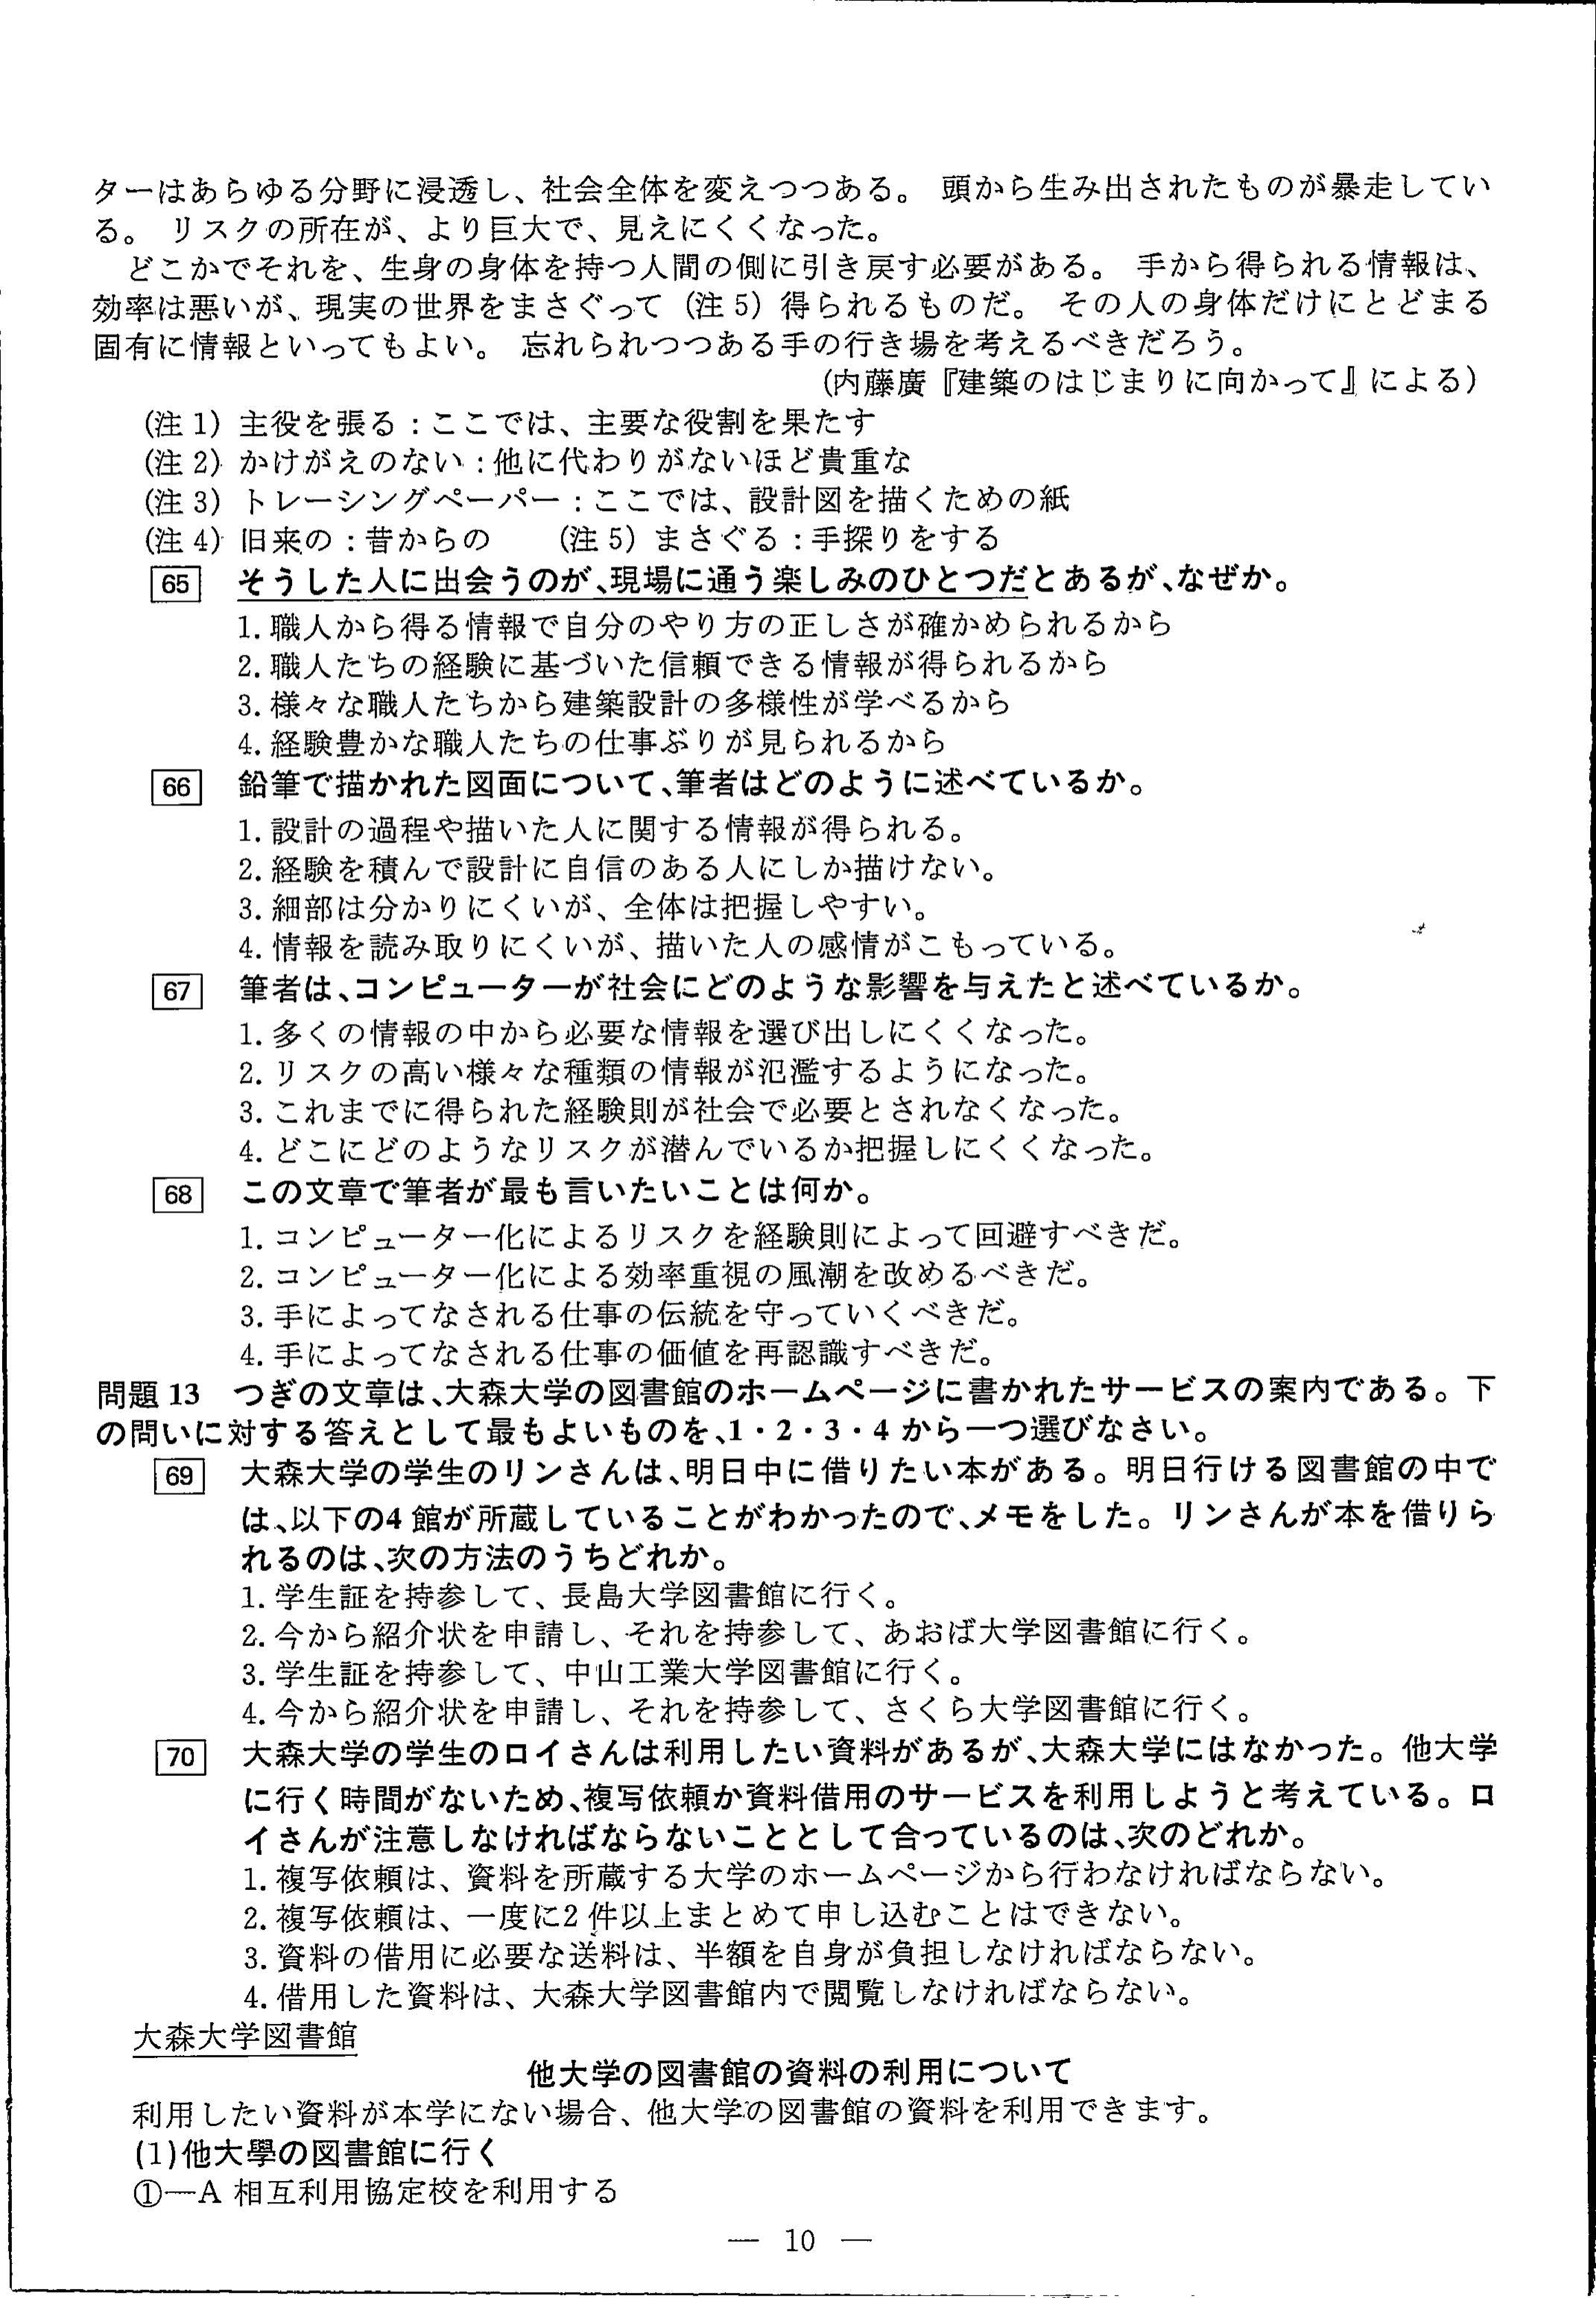 ターはあらゆる分野に浸透し、社会全体を変えつつある。 頭から生み出されたものが暴走してい
る。 リスクの所在が、より巨大で、見えにくくなった。
どこかでそれを、生身の身体を持つ人間の側に引き戻す必要がある。 手から得られる情報は、
効率は悪いが、現実の世界をまさぐって（注5）得られるものだ。 その人の身体だけにとどまる
固有に情報といってもよい。 忘れられつつある手の行き場を考えるべきだろう。
（内藤廣『建築のはじまりに向かって』による）
（注1）主役を張る：ここでは、主要な役割を果たす
（注2）かけがえのない：他に代わりがないほど貴重な
（注3）トレーシングペーパー：ここでは、設計図を描くための紙
（注4）旧来の：昔からの （注5）まさぐる：手探りをする
65 そうした人に出会うのが、現場に通う楽しみのひとつだとあるが、なぜか。
1. 職人から得る情報で自分のやり方の正しさが確かめられるから
2. 職人たちの経験に基づいた信頼できる情報が得られるから
3. 様々な職人たちから建築設計の多様性が学べるから
4. 経験豊かな職人たちの仕事ぶりが見られるから
66 鉛筆で描かれた図面について、筆者はどのように述べているか。
1. 設計の過程や描いた人に関する情報が得られる。
2. 経験を積んで設計に自信のある人にしか描けない。
3. 細部は分かりにくいが、全体は把握しやすい。
4. 情報を読み取りにくいが、描いた人の感情がこもっている。
67 筆者は、コンピューターが社会にどのような影響を与えたと述べているか。
1. 多くの情報の中から必要な情報を選び出しにくくなった。
2. リスクの高い様々な種類の情報が氾濫するようになった。
3. これまでに得られた経験則が社会で必要とされなくなった。
4. どこにどのようなリスクが潜んでいるか把握しにくくなった。
68 この文章で筆者が最も言いたいことは何か。
1. コンピューター化によるリスクを経験則によって回避すべきだ。
2. コンピューター化による効率重視の風潮を改めるべきだ。
3. 手によってなされる仕事の伝統を守っていくべきだ。
4. 手によってなされる仕事の価値を再認識すべきだ。
問題13 つぎの文章は、大森大学の図書館のホームページに書かれたサービスの案内である。下
の問いに対する答えとして最もよいものを、1・2・3・4から一つ選びなさい。
69 大森大学の学生のリンさんは、明日中に借りたい本がある。明日行ける図書館の中で
は、以下の4館が所蔵していることがわかったので、メモをした。リンさんが本を借りら
れるのは、次の方法のうちどれか。
1. 学生証を持参して、長島大学図書館に行く。
2. 今から紹介状を申請し、それを持参して、あおば大学図書館に行く。
3. 学生証を持参して、中山工業大学図書館に行く。
4. 今から紹介状を申請し、それを持参して、さくら大学図書館に行く。
70 大森大学の学生のロイさんは利用したい資料があるが、大森大学にはなかった。他大学
に行く時間がないため、複写依頼か資料借用のサービスを利用しようと考えている。ロ
イさんが注意しなければならないこととして合っているのは、次のどれか。
1. 複写依頼は、資料を所蔵する大学のホームページから行わなければならない。
2. 複写依頼は、一度に2件以上まとめて申し込むことはできない。
3. 資料の借用に必要な送料は、半額を自身が負担しなければならない。
4. 借用した資料は、大森大学図書館内で閲覧しなければならない。
大森大学図書館
他大学の図書館の資料の利用について
利用したい資料が本学にない場合、他大学の図書館の資料を利用できます。
(1)他大學の図書館に行く
①—A 相互利用協定校を利用する
— 10 —